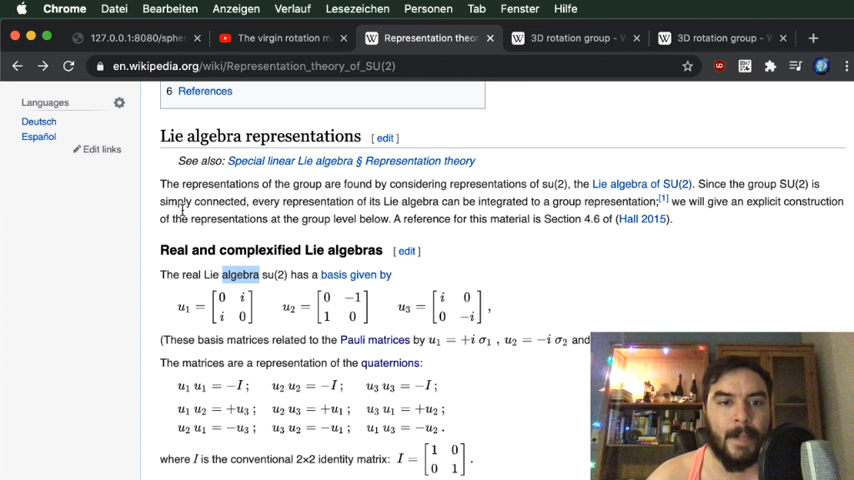 Chrome Datei Bearbeiten Anzeigen Verlauf Lesezeichen Personen Tab Fenster Hilfe
127.0.0.1:8080/sphe
The virgin rotation m
Representation theor
3D rotation group - W
3D rotation group - W
en.wikipedia.org/wiki/Representation_theory_of_SU(2)
Languages
Deutsch
Español
Edit links
6 References
Lie algebra representations [ edit ]
See also: Special linear Lie algebra § Representation theory
The representations of the group are found by considering representations of su(2), the Lie algebra of SU(2). Since the group SU(2) is
simply connected, every representation of its Lie algebra can be integrated to a group representation;[1] we will give an explicit construction
of the representations at the group level below. A reference for this material is Section 4.6 of (Hall 2015).
Real and complexified Lie algebras [ edit ]
The real Lie algebra su(2) has a basis given by
u₁ = [0 i; i 0] u₂ = [0 −1; 1 0] u₃ = [i 0; 0 −i] ,
(These basis matrices related to the Pauli matrices by u₁ = +i σ₁ , u₂ = −i σ₂ and
The matrices are a representation of the quaternions:
u₁ u₁ = −I ; u₂ u₂ = −I ; u₃ u₃ = −I ;
u₁ u₂ = +u₃ ; u₂ u₃ = +u₁ ; u₃ u₁ = +u₂ ;
u₂ u₁ = −u₃ ; u₃ u₂ = −u₁ ; u₁ u₃ = −u₂ .
where I is the conventional 2×2 identity matrix: I = [1 0; 0 1] .